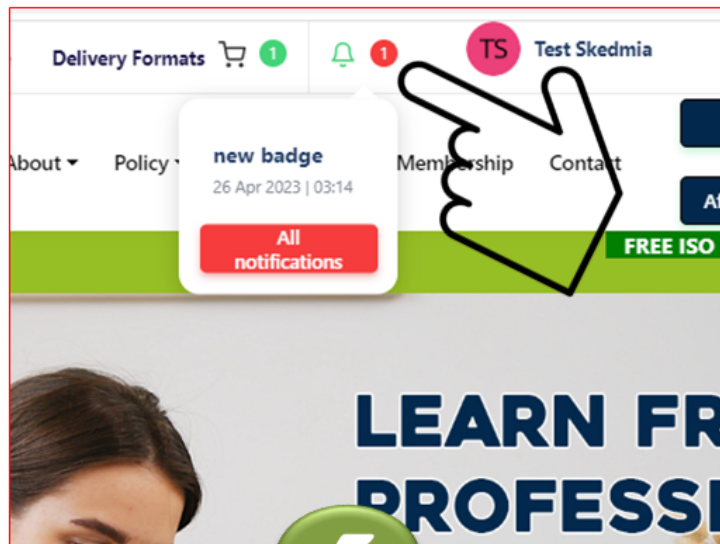 Delivery Formats 1 1 TS Test Skedmia
About Policy Membership Contact
new badge
26 Apr 2023 | 03:14
All
notifications
FREE ISO
LEARN FR
PROFESSI